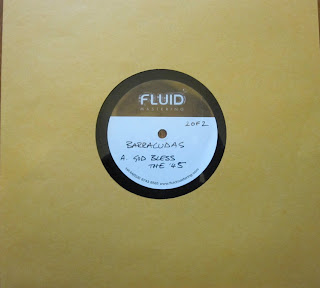 FLUID
MASTERING
1 OF 2
BARRACUDAS
A. GOD BLESS
THE '45